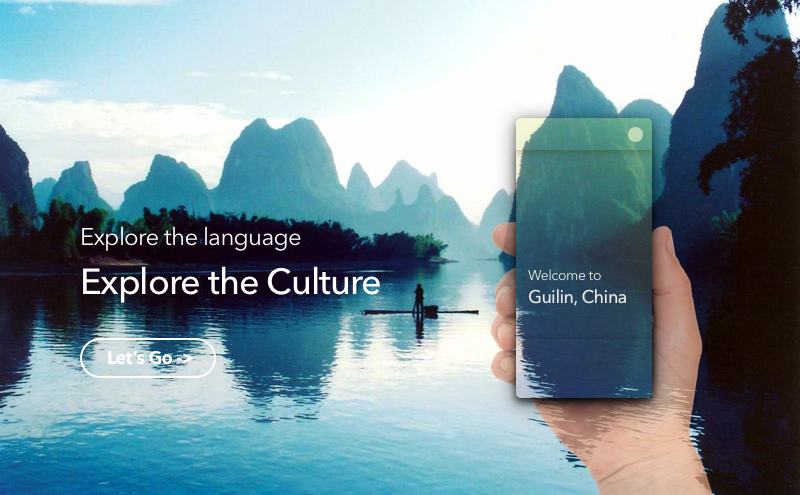 Explore the language
Explore the Culture
Let's Go ->
Welcome to
Guilin, China